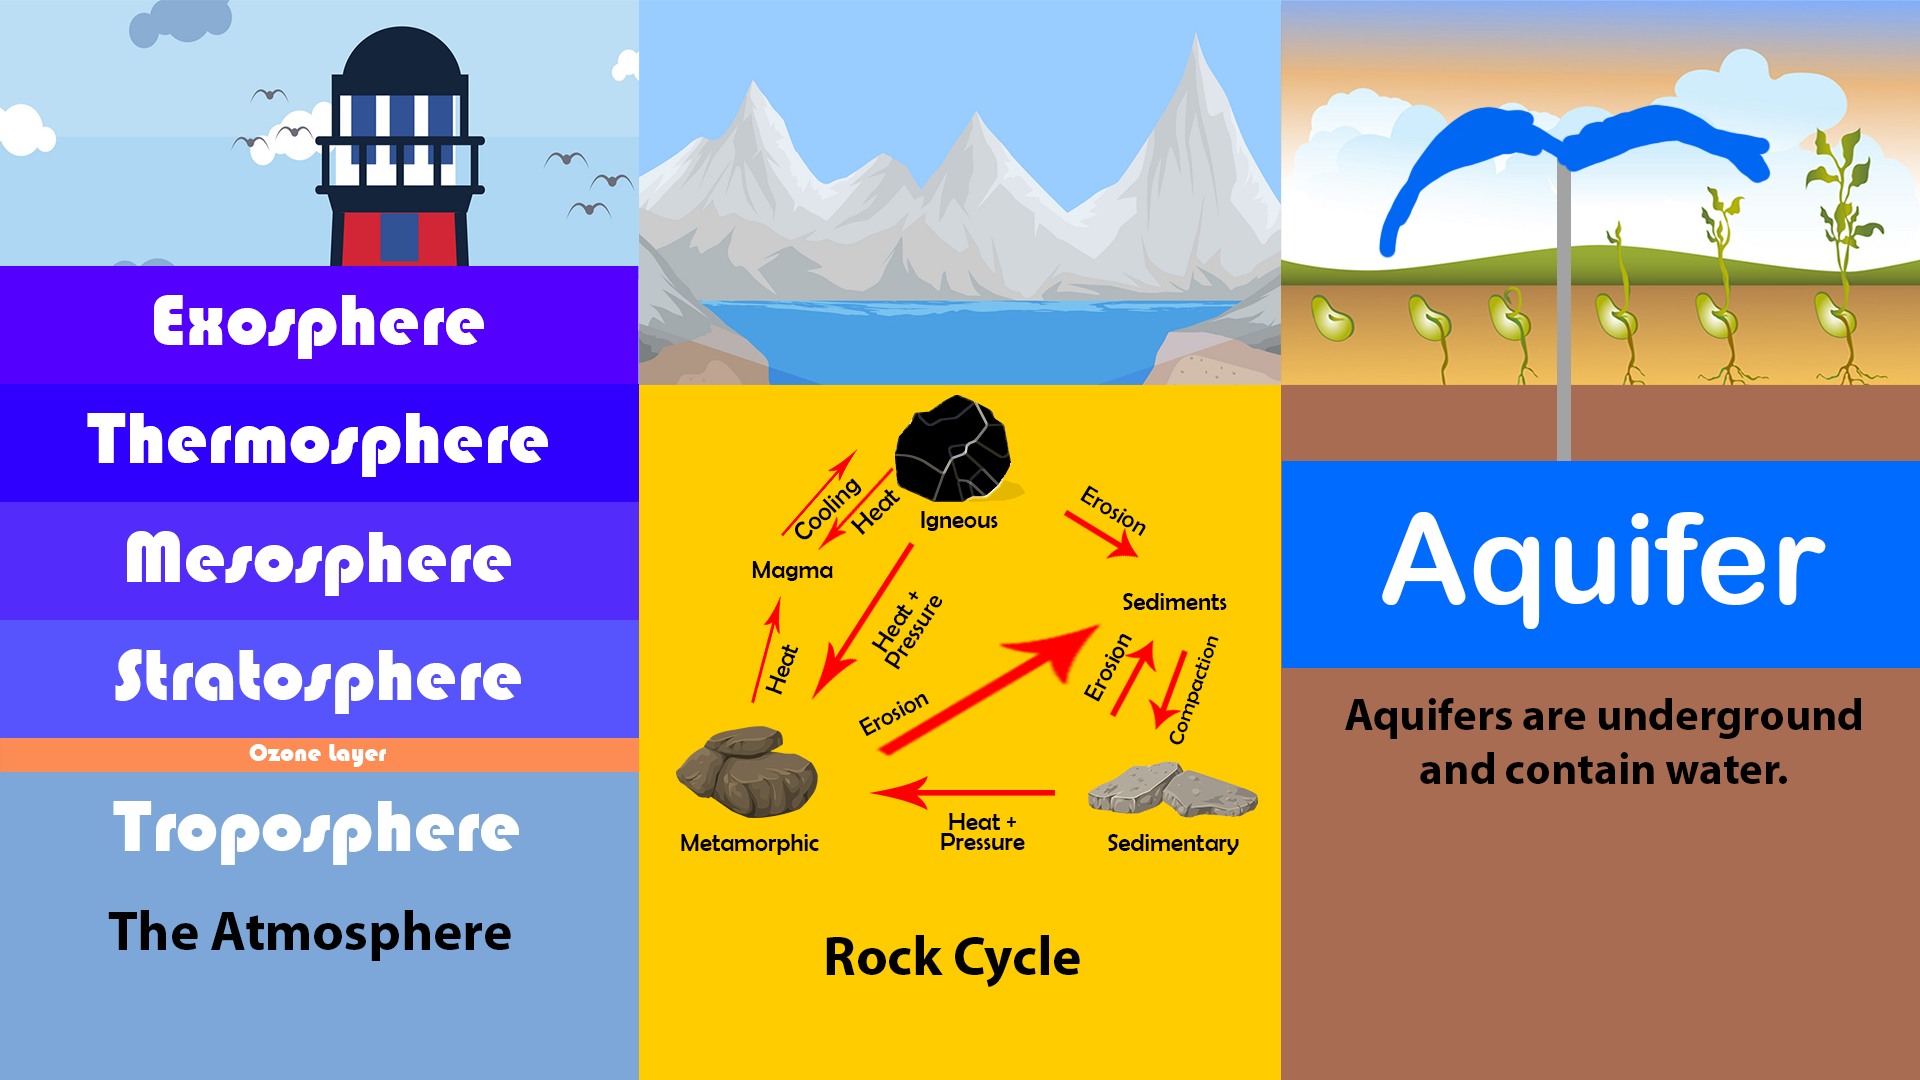 Exosphere
Thermosphere
Mesosphere
Stratosphere
Ozone Layer
Troposphere
The Atmosphere
Igneous
Cooling
Heat
Magma
Heat +
Pressure
Erosion
Sediments
Heat
Erosion
Erosion
Compaction
Metamorphic
Heat +
Pressure
Sedimentary
Rock Cycle
Aquifer
Aquifers are underground
and contain water.